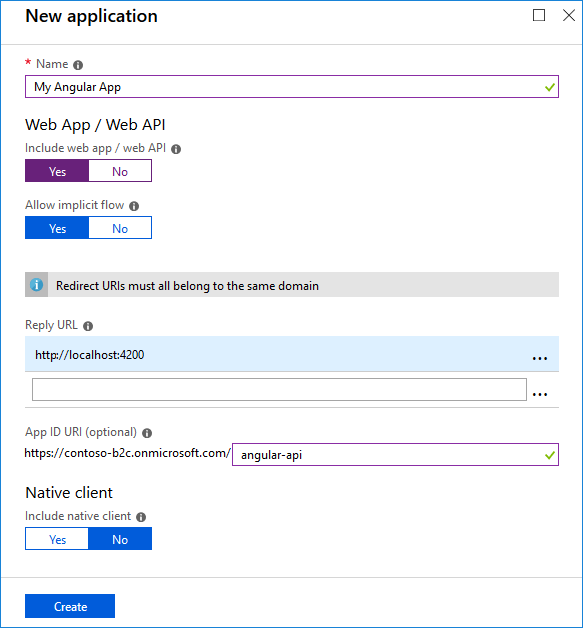 New application
* Name
My Angular App
Web App / Web API
Include web app / web API
Yes No
Allow implicit flow
Yes No
Redirect URIs must all belong to the same domain
Reply URL
http://localhost:4200 ...
...
App ID URI (optional)
https://contoso-b2c.onmicrosoft.com/ angular-api
Native client
Include native client
Yes No
Create